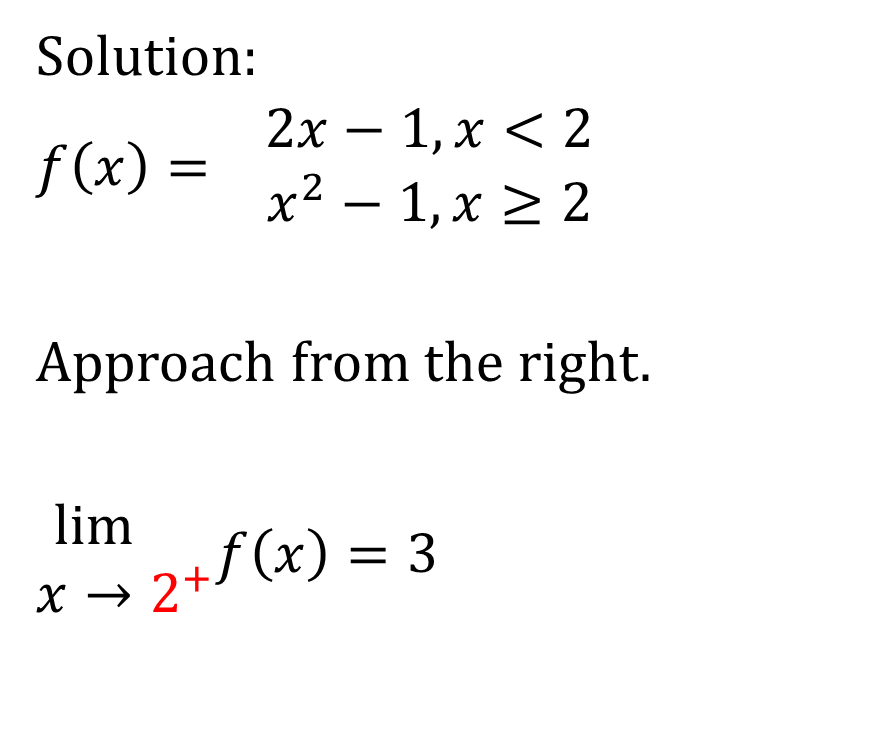 Solution:
2x − 1, x < 2
f(x) =
x² − 1, x ≥ 2
Approach from the right.
lim
f(x) = 3
x → 2⁺